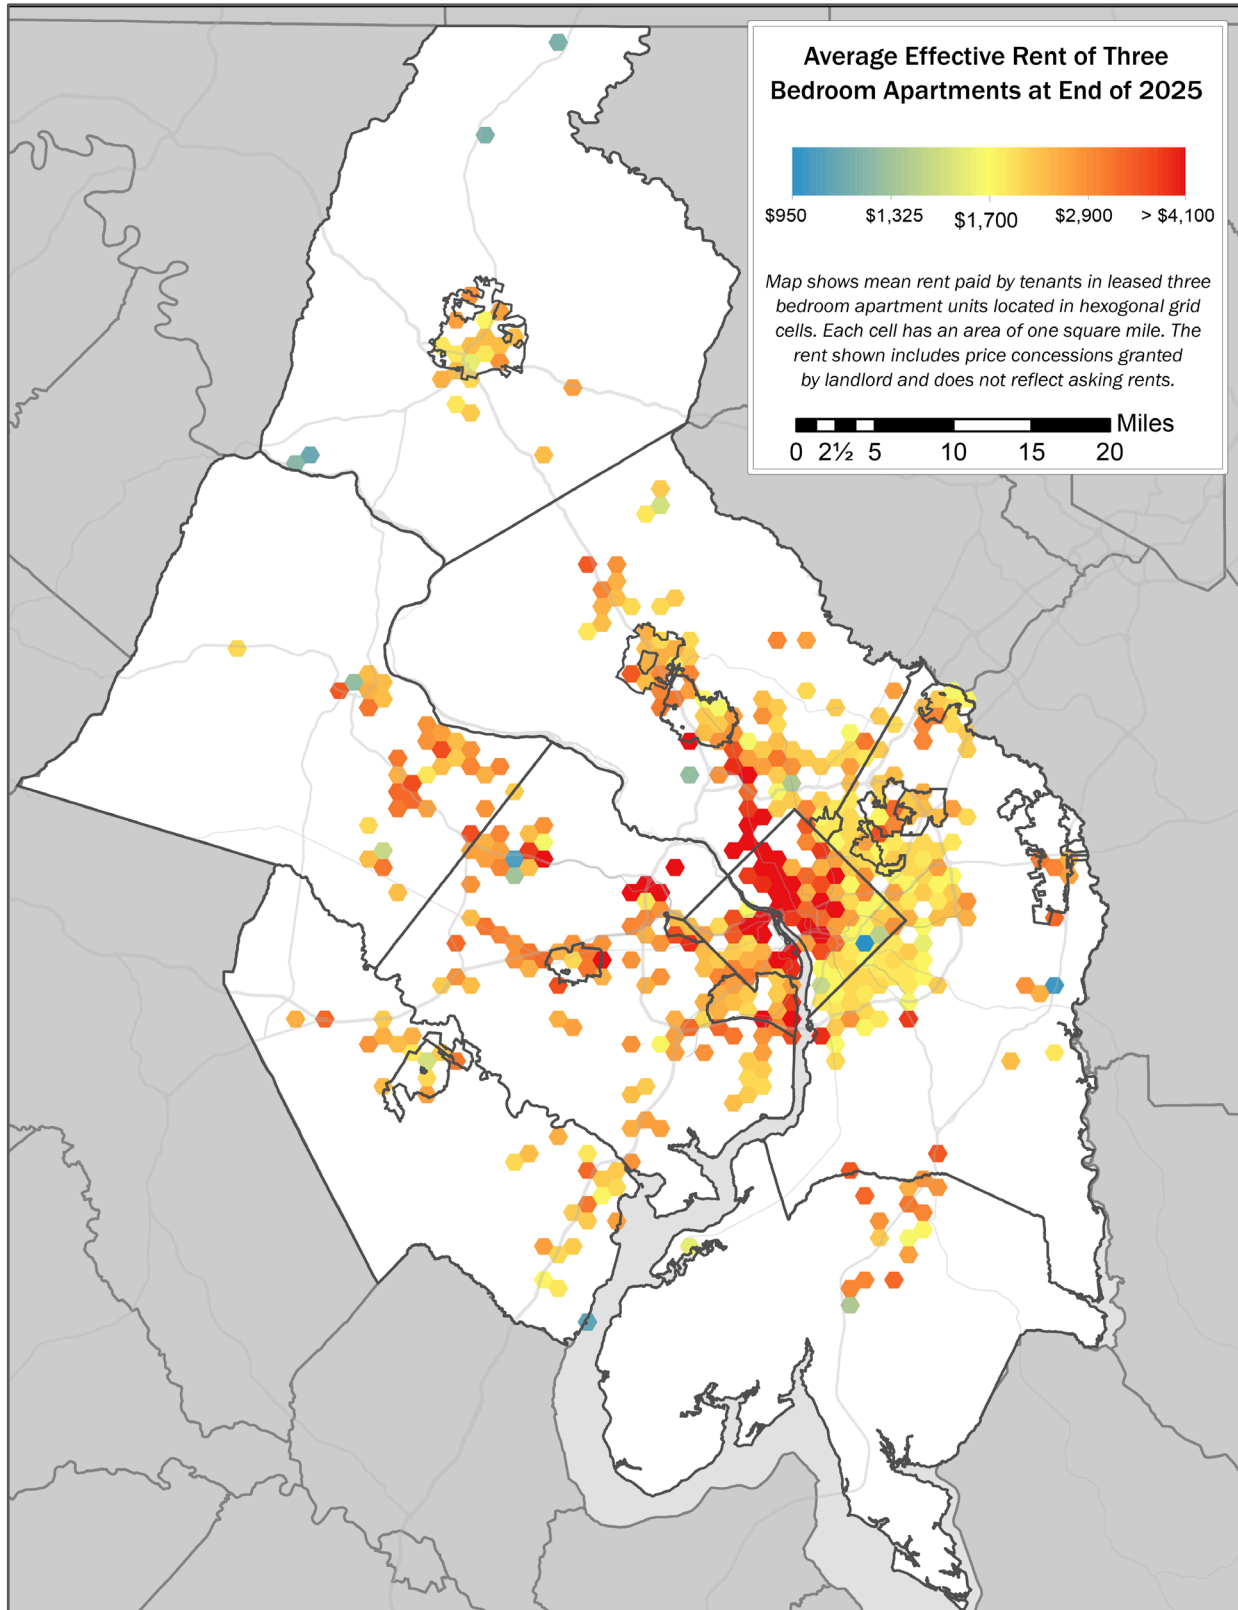 Average Effective Rent of Three
Bedroom Apartments at End of 2025
$950 $1,325 $1,700 $2,900 > $4,100
Map shows mean rent paid by tenants in leased three
bedroom apartment units located in hexogonal grid
cells. Each cell has an area of one square mile. The
rent shown includes price concessions granted
by landlord and does not reflect asking rents.
Miles
0 2½ 5 10 15 20